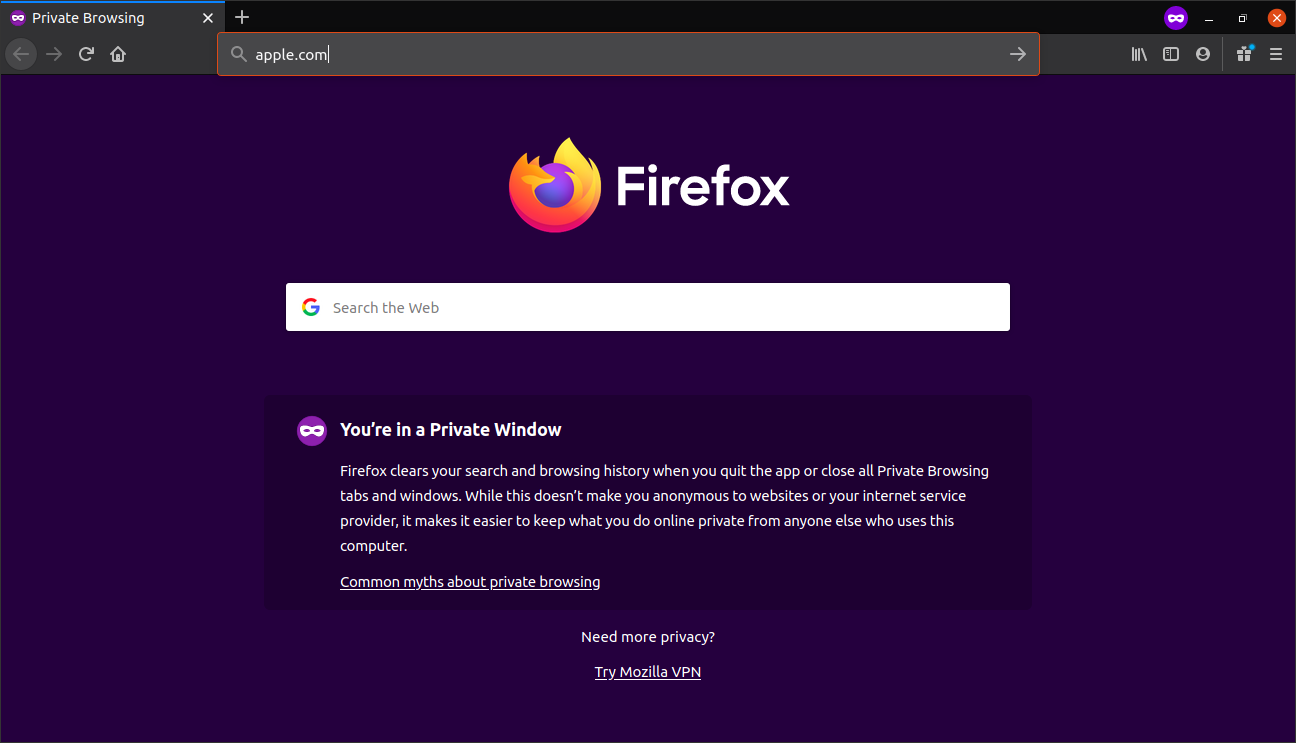 Private Browsing
apple.com
Firefox
Search the Web
You’re in a Private Window
Firefox clears your search and browsing history when you quit the app or close all Private Browsing
tabs and windows. While this doesn’t make you anonymous to websites or your internet service
provider, it makes it easier to keep what you do online private from anyone else who uses this
computer.
Common myths about private browsing
Need more privacy?
Try Mozilla VPN